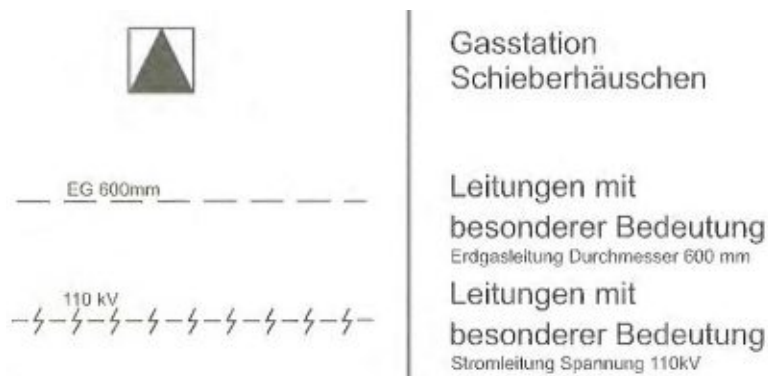 Gasstation
Schieberhäuschen
EG 600mm
Leitungen mit
besonderer Bedeutung
Erdgasleitung Durchmesser 600 mm
110 kV
Leitungen mit
besonderer Bedeutung
Stromleitung Spannung 110kV